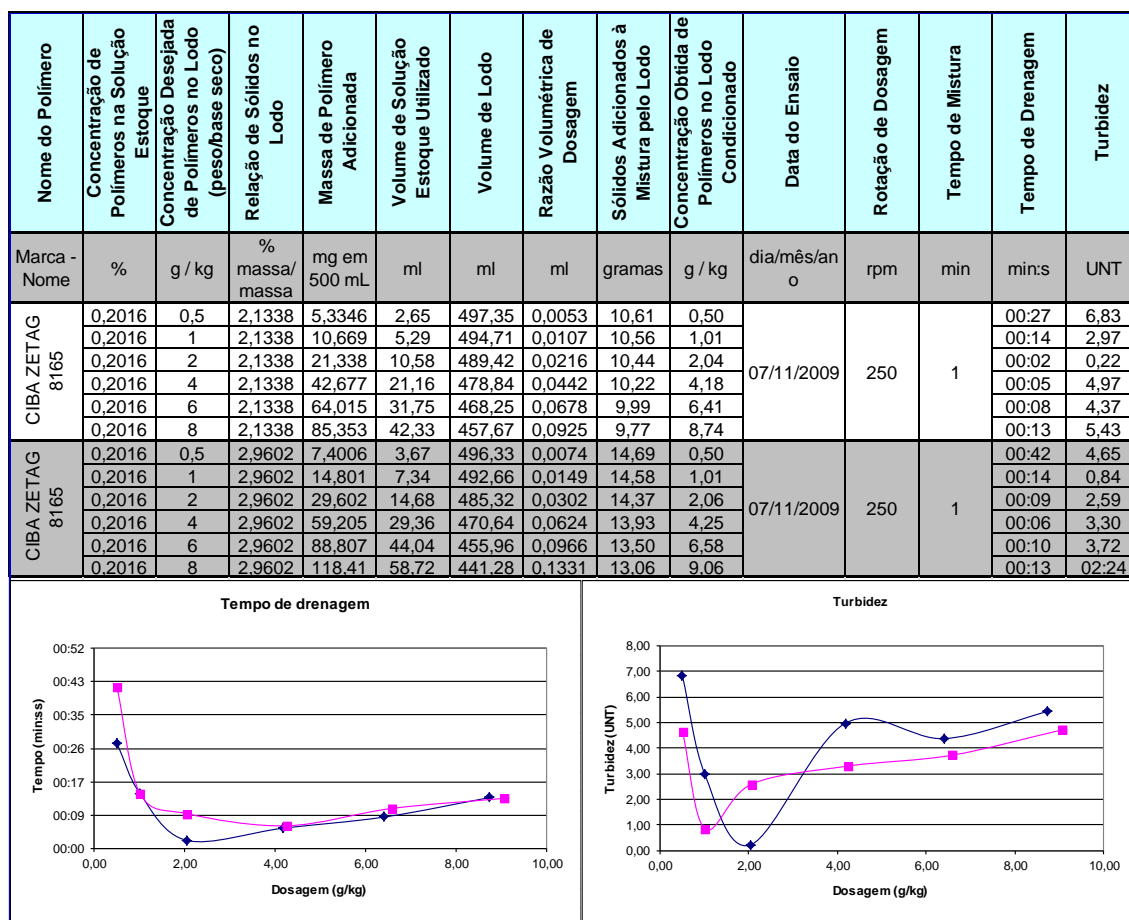 Nome do Polímero
Concentração de
Polímeros na Solução
Estoque
Concentração Desejada
de Polímeros no Lodo
(peso/base seco)
Relação de Sólidos no
Lodo
Massa de Polímero
Adicionada
Volume de Solução
Estoque Utilizado
Volume de Lodo
Razão Volumétrica de
Dosagem
Sólidos Adicionados à
Mistura pelo Lodo
Concentração Obtida de
Polímeros no Lodo
Condicionado
Data do Ensaio
Rotação de Dosagem
Tempo de Mistura
Tempo de Drenagem
Turbidez
Marca -
Nome
%
g / kg
%
massa/
massa
mg em
500 mL
ml
ml
ml
gramas
g / kg
dia/mês/an
o
rpm
min
min:s
UNT
CIBA ZETAG
8165
0,2016 0,5 2,1338 5,3346 2,65 497,35 0,0053 10,61 0,50 00:27 6,83
0,2016 1 2,1338 10,669 5,29 494,71 0,0107 10,56 1,01 00:14 2,97
0,2016 2 2,1338 21,338 10,58 489,42 0,0216 10,44 2,04 00:02 0,22
07/11/2009 250 1
0,2016 4 2,1338 42,677 21,16 478,84 0,0442 10,22 4,18 00:05 4,97
0,2016 6 2,1338 64,015 31,75 468,25 0,0678 9,99 6,41 00:08 4,37
0,2016 8 2,1338 85,353 42,33 457,67 0,0925 9,77 8,74 00:13 5,43
CIBA ZETAG
8165
0,2016 0,5 2,9602 7,4006 3,67 496,33 0,0074 14,69 0,50 00:42 4,65
0,2016 1 2,9602 14,801 7,34 492,66 0,0149 14,58 1,01 00:14 0,84
0,2016 2 2,9602 29,602 14,68 485,32 0,0302 14,37 2,06 00:09 2,59
07/11/2009 250 1
0,2016 4 2,9602 59,205 29,36 470,64 0,0624 13,93 4,25 00:06 3,30
0,2016 6 2,9602 88,807 44,04 455,96 0,0966 13,50 6,58 00:10 3,72
0,2016 8 2,9602 118,41 58,72 441,28 0,1331 13,06 9,06 00:13 02:24
Tempo de drenagem
Tempo (min:ss)
00:52
00:43
00:35
00:26
00:17
00:09
00:00
0,00 2,00 4,00 6,00 8,00 10,00
Dosagem (g/kg)
Turbidez
Turbidez (UNT)
8,00
7,00
6,00
5,00
4,00
3,00
2,00
1,00
0,00
0,00 2,00 4,00 6,00 8,00 10,00
Dosagem (g/kg)